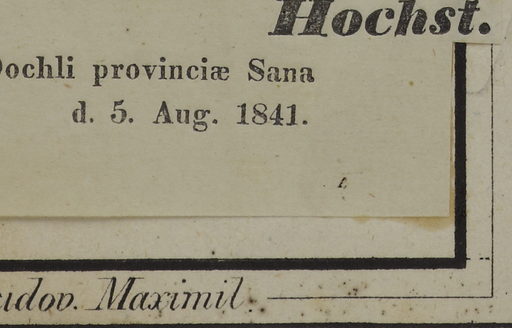 Hochst.
Dochli provinciæ Sana
d. 5. Aug. 1841.
udov. Maximil.